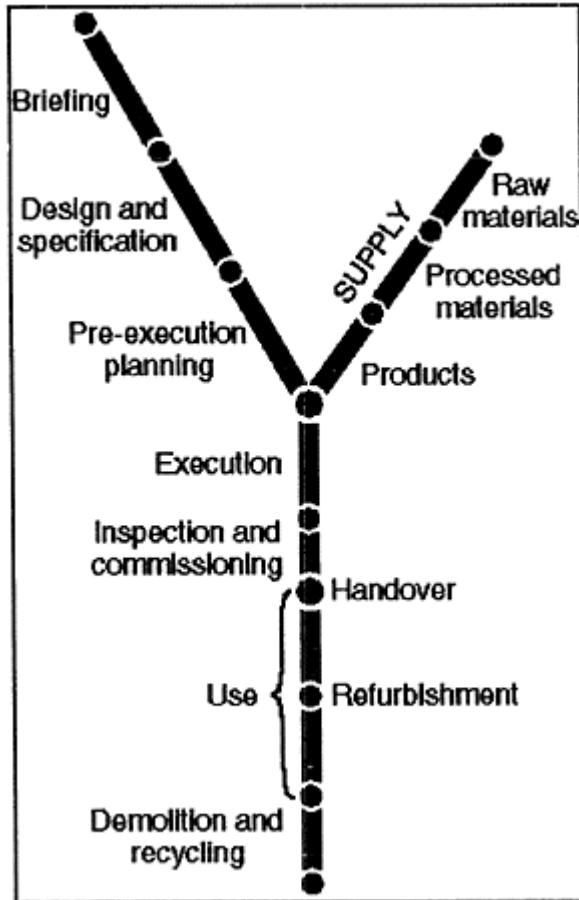 Briefing
Design and
specification
Pre-execution
planning
SUPPLY
Raw
materials
Processed
materials
Products
Execution
Inspection and
commissioning
Handover
Use
Refurbishment
Demolition and
recycling